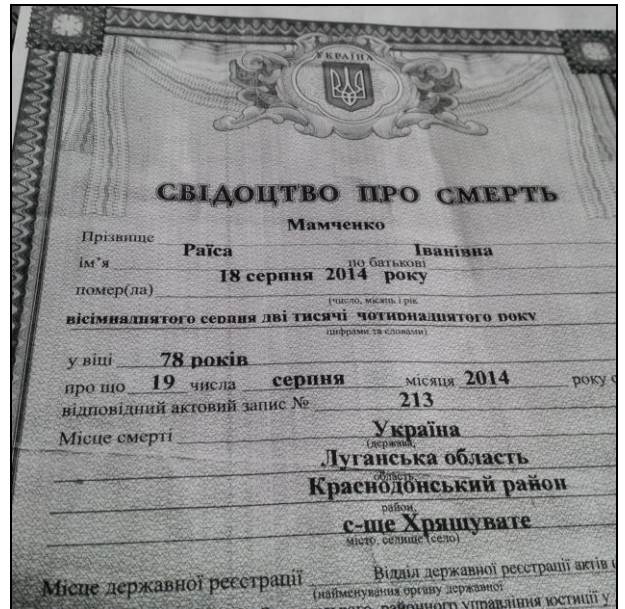 УКРАЇНА
СВІДОЦТВО ПРО СМЕРТЬ
Прізвище Мамченко
ім'я Раїса по батькові Іванівна
помер(ла) 18 серпня 2014 року
(число, місяць і рік
вісімнадцятого серпня дві тисячі чотирнадцятого року
цифрами та словами)
у віці 78 років
про що 19 числа серпня місяця 2014 року
відповідний актовий запис № 213
Місце смерті Україна
(держава,
Луганська область
область,
Краснодонський район
район,
с-ще Хрящувате
місто, селище (село)
Місце державної реєстрації Відділ державної реєстрації актів
(найменування органу державної
районного управління юстиції у